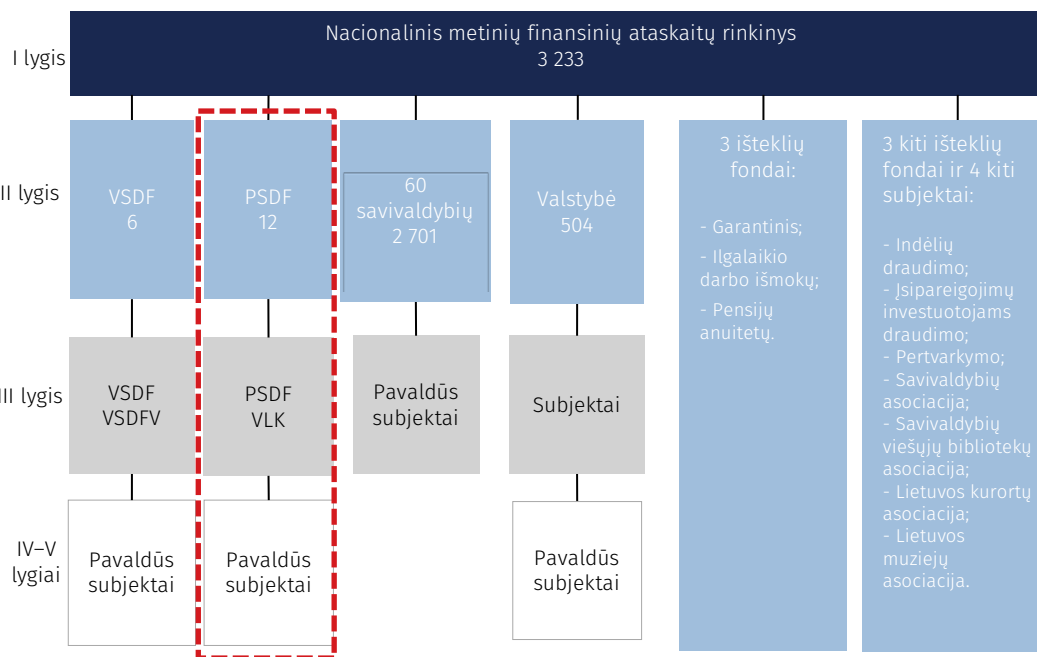 Nacionalinis metinių finansinių ataskaitų rinkinys
3 233
I lygis
II lygis
VSDF
6
PSDF
12
60
savivaldybių
2 701
Valstybė
504
3 išteklių
fondai:
- Garantinis;
- Ilgalaikio
darbo išmokų;
- Pensijų
anuitetų.
3 kiti išteklių
fondai ir 4 kiti
subjektai:
- Indėlių
draudimo;
- Įsipareigojimų
investuotojams
draudimo;
- Pertvarkymo;
- Savivaldybių
asociacija;
- Savivaldybių
viešųjų bibliotekų
asociacija;
- Lietuvos kurortų
asociacija;
- Lietuvos
muziejų
asociacija.
III lygis
VSDF
VSDFV
PSDF
VLK
Pavaldūs
subjektai
Subjektai
IV–V
lygiai
Pavaldūs
subjektai
Pavaldūs
subjektai
Pavaldūs
subjektai